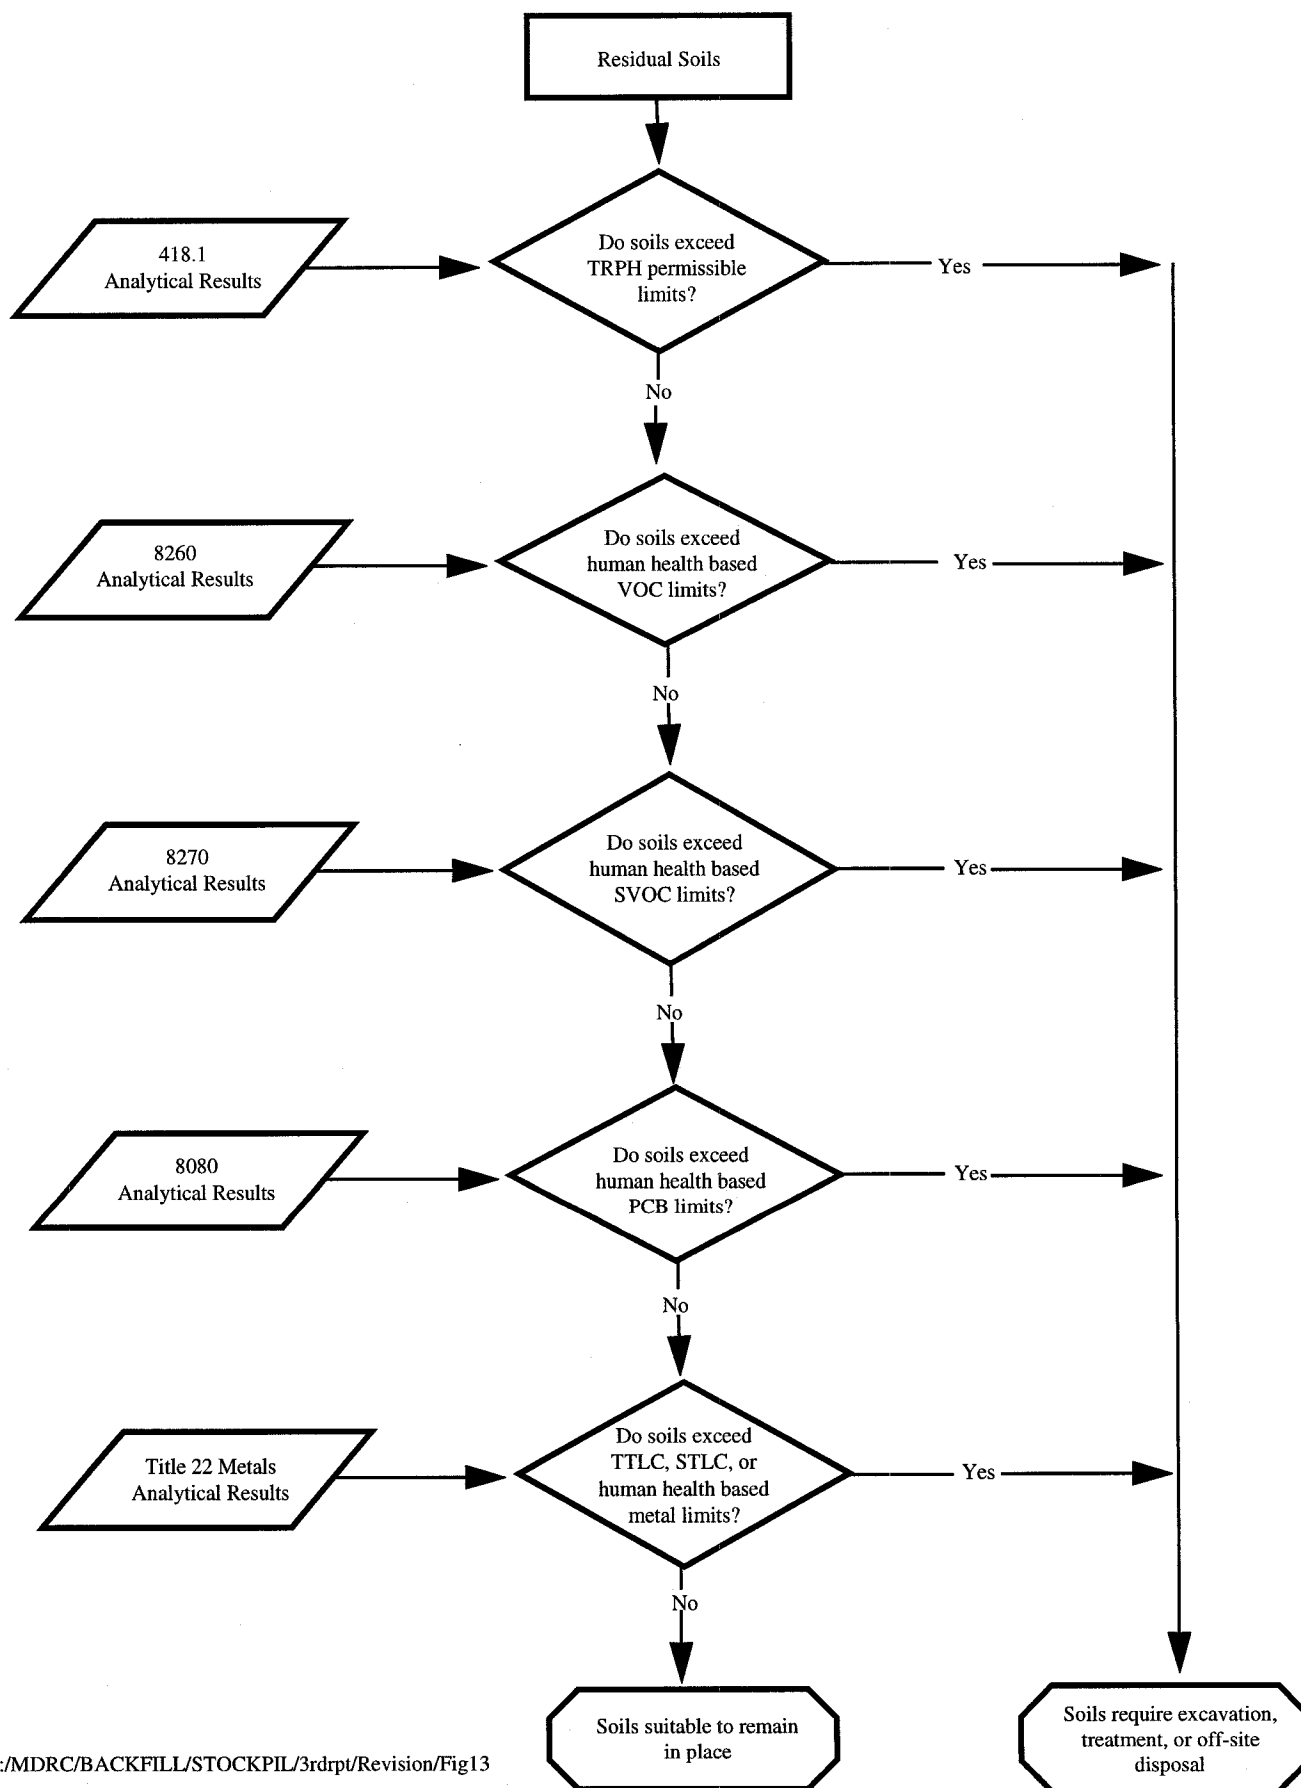 Residual Soils
418.1
Analytical Results
Do soils exceed
TRPH permissible
limits?
Yes
No
8260
Analytical Results
Do soils exceed
human health based
VOC limits?
Yes
No
8270
Analytical Results
Do soils exceed
human health based
SVOC limits?
Yes
No
8080
Analytical Results
Do soils exceed
human health based
PCB limits?
Yes
No
Title 22 Metals
Analytical Results
Do soils exceed
TTLC, STLC, or
human health based
metal limits?
Yes
No
Soils suitable to remain
in place
Soils require excavation,
treatment, or off-site
disposal
:/MDRC/BACKFILL/STOCKPIL/3rdrpt/Revision/Fig13